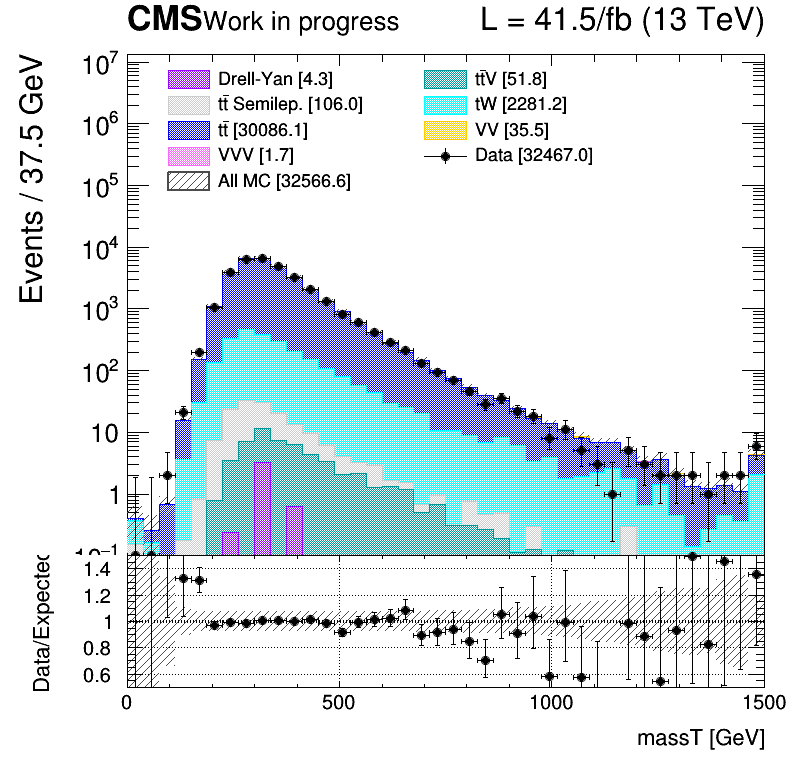 CMS Work in progress L = 41.5/fb (13 TeV)
Events / 37.5 GeV
10⁷
10⁶
10⁵
10⁴
10³
10²
10
1
10⁻¹
Drell-Yan [4.3]
tt̄ Semilep. [106.0]
tt̄ [30086.1]
VVV [1.7]
All MC [32566.6]
tt̄V [51.8]
tW [2281.2]
VV [35.5]
Data [32467.0]
Data/Expected
1.4
1.2
1
0.8
0.6
0 500 1000 1500
massT [GeV]